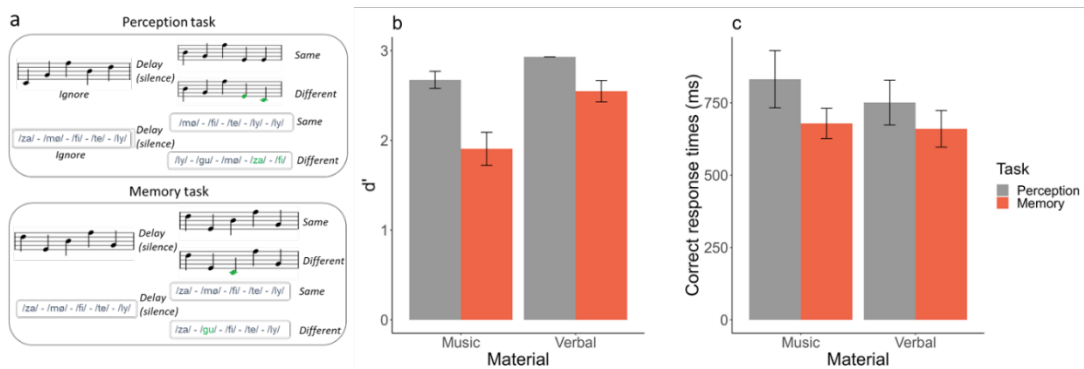 a
Perception task
Delay
(silence)
Same
Ignore
Different
/za/ - /mø/ - /fi/ - /te/ - /ly/
Delay
(silence)
/mø/ - /fi/ - /te/ - /ly/ - /ly/
Same
Ignore
/ly/ - /gu/ - /mø/ - /za/ - /fi/
Different
Memory task
Delay
(silence)
Same
Different
/za/ - /mø/ - /fi/ - /te/ - /ly/
Delay
(silence)
/za/ - /mø/ - /fi/ - /te/ - /ly/
Same
/za/ - /gu/ - /fi/ - /te/ - /ly/
Different
b
d'
3
2
1
0
Music
Verbal
Material
c
Correct response times (ms)
750
500
250
0
Music
Verbal
Material
Task
Perception
Memory